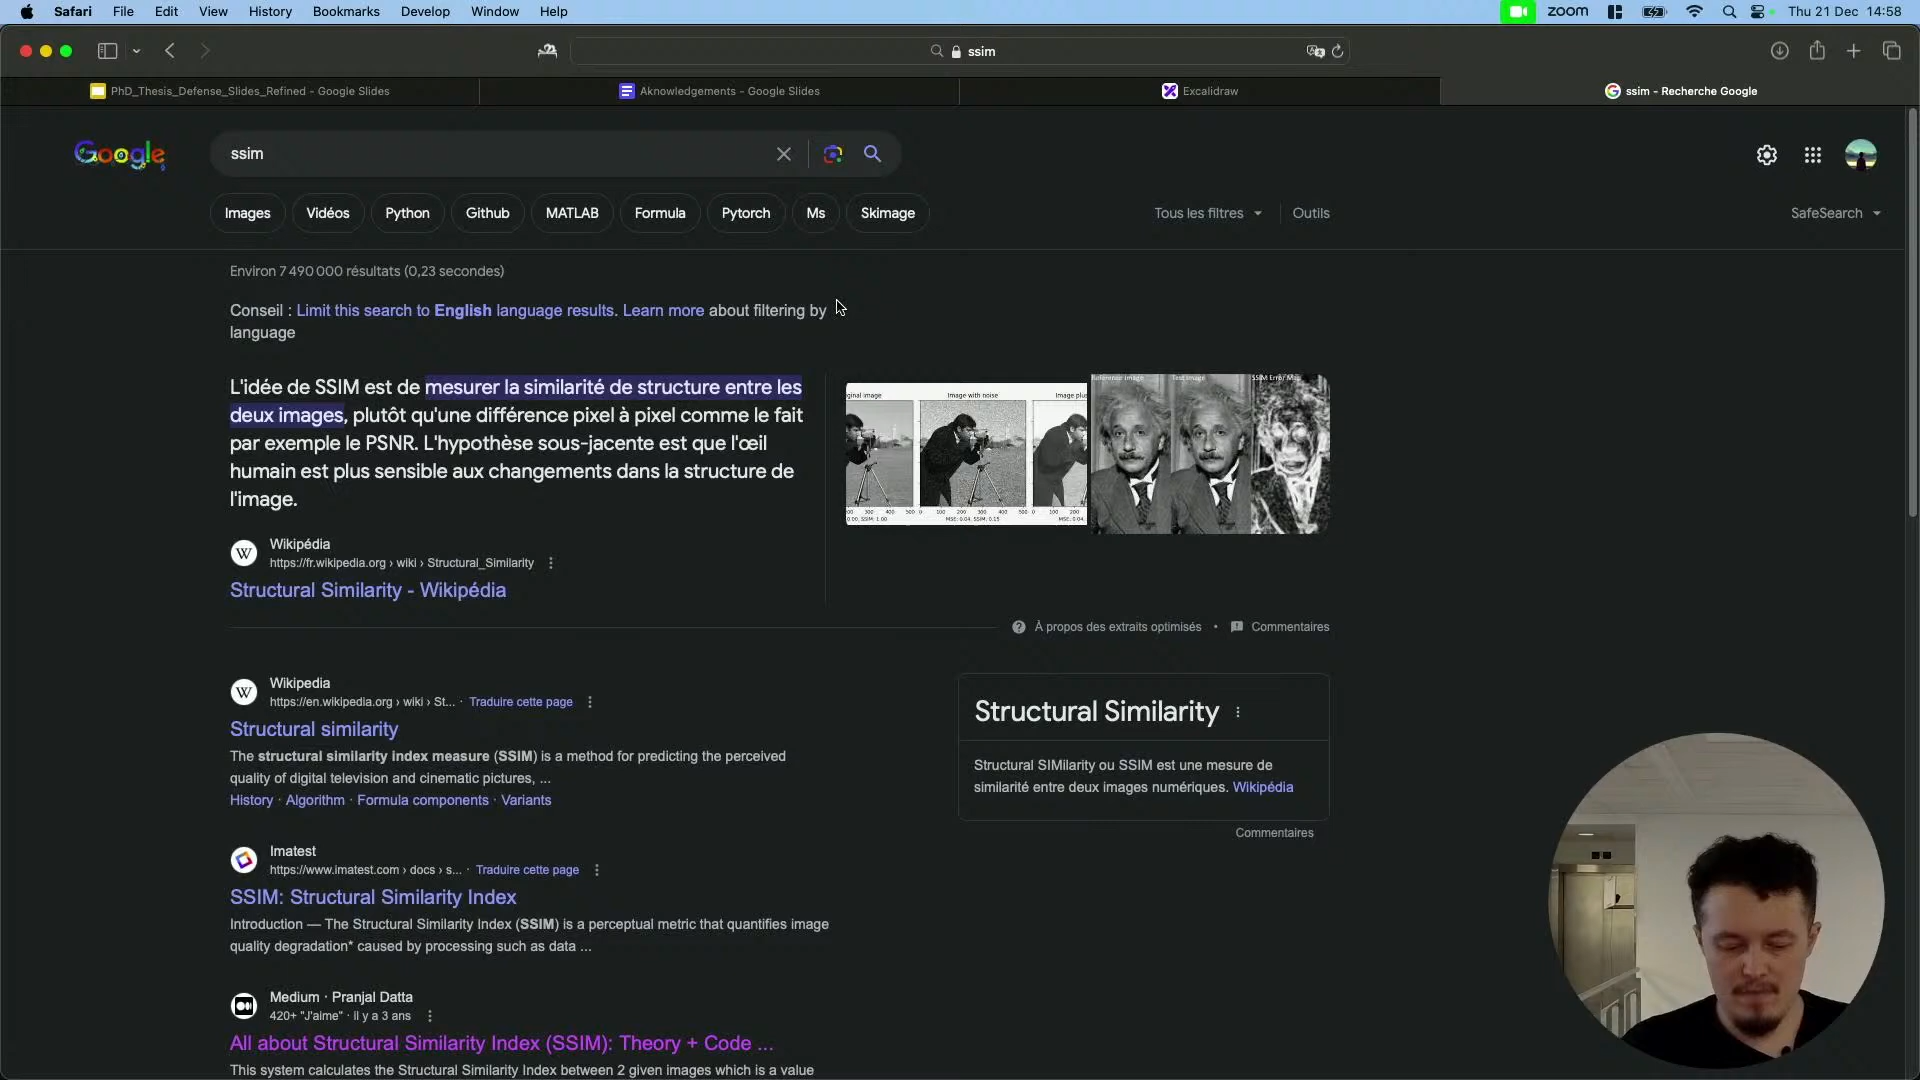 Safari File Edit View History Bookmarks Develop Window Help zoom Thu 21 Dec 14:58
ssim
PhD_Thesis_Defense_Slides_Refined - Google Slides
Aknowledgements - Google Slides
Excalidraw
ssim - Recherche Google
Google
ssim
Images Vidéos Python Github MATLAB Formula Pytorch Ms Skimage
Tous les filtres Outils SafeSearch
Environ 7 490 000 résultats (0,23 secondes)
Conseil : Limit this search to English language results. Learn more about filtering by
language
L'idée de SSIM est de mesurer la similarité de structure entre les
deux images, plutôt qu'une différence pixel à pixel comme le fait
par exemple le PSNR. L'hypothèse sous-jacente est que l'œil
humain est plus sensible aux changements dans la structure de
l'image.
Image with noise
Reference image Test image SSIM Error Map
Wikipédia
https://fr.wikipedia.org › wiki › Structural_Similarity
Structural Similarity - Wikipédia
À propos des extraits optimisés • Commentaires
Wikipedia
https://en.wikipedia.org › wiki › St... · Traduire cette page
Structural similarity
The structural similarity index measure (SSIM) is a method for predicting the perceived
quality of digital television and cinematic pictures, ...
History · Algorithm · Formula components · Variants
Structural Similarity
Structural SIMilarity ou SSIM est une mesure de
similarité entre deux images numériques. Wikipédia
Commentaires
Imatest
https://www.imatest.com › docs › s... · Traduire cette page
SSIM: Structural Similarity Index
Introduction — The Structural Similarity Index (SSIM) is a perceptual metric that quantifies image
quality degradation* caused by processing such as data ...
Medium · Pranjal Datta
420+ "J'aime" · il y a 3 ans
All about Structural Similarity Index (SSIM): Theory + Code ...
This system calculates the Structural Similarity Index between 2 given images which is a value